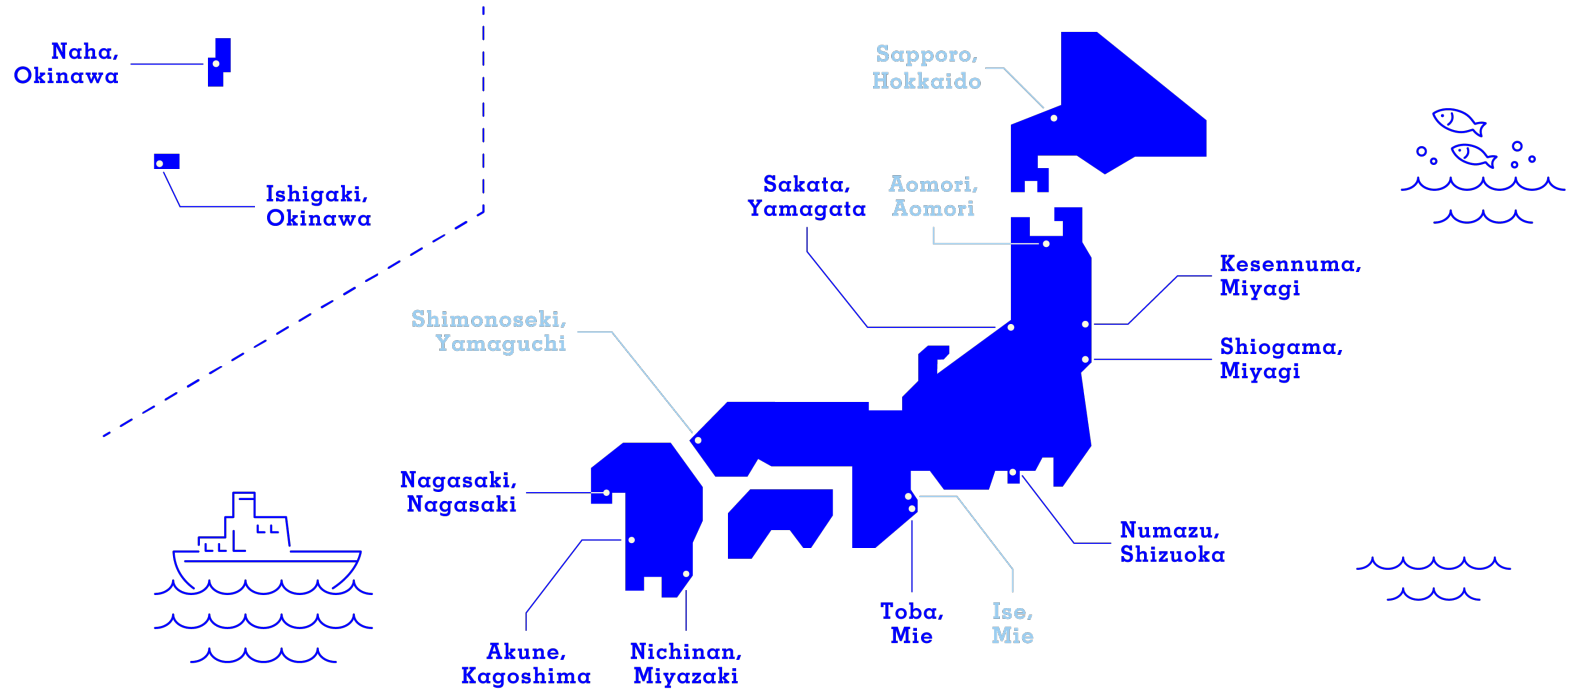 Naha,
Okinawa
Ishigaki,
Okinawa
Sapporo,
Hokkaido
Sakata,
Yamagata
Aomori,
Aomori
Kesennuma,
Miyagi
Shiogama,
Miyagi
Shimonoseki,
Yamaguchi
Nagasaki,
Nagasaki
Numazu,
Shizuoka
Toba,
Mie
Ise,
Mie
Akune,
Kagoshima
Nichinan,
Miyazaki